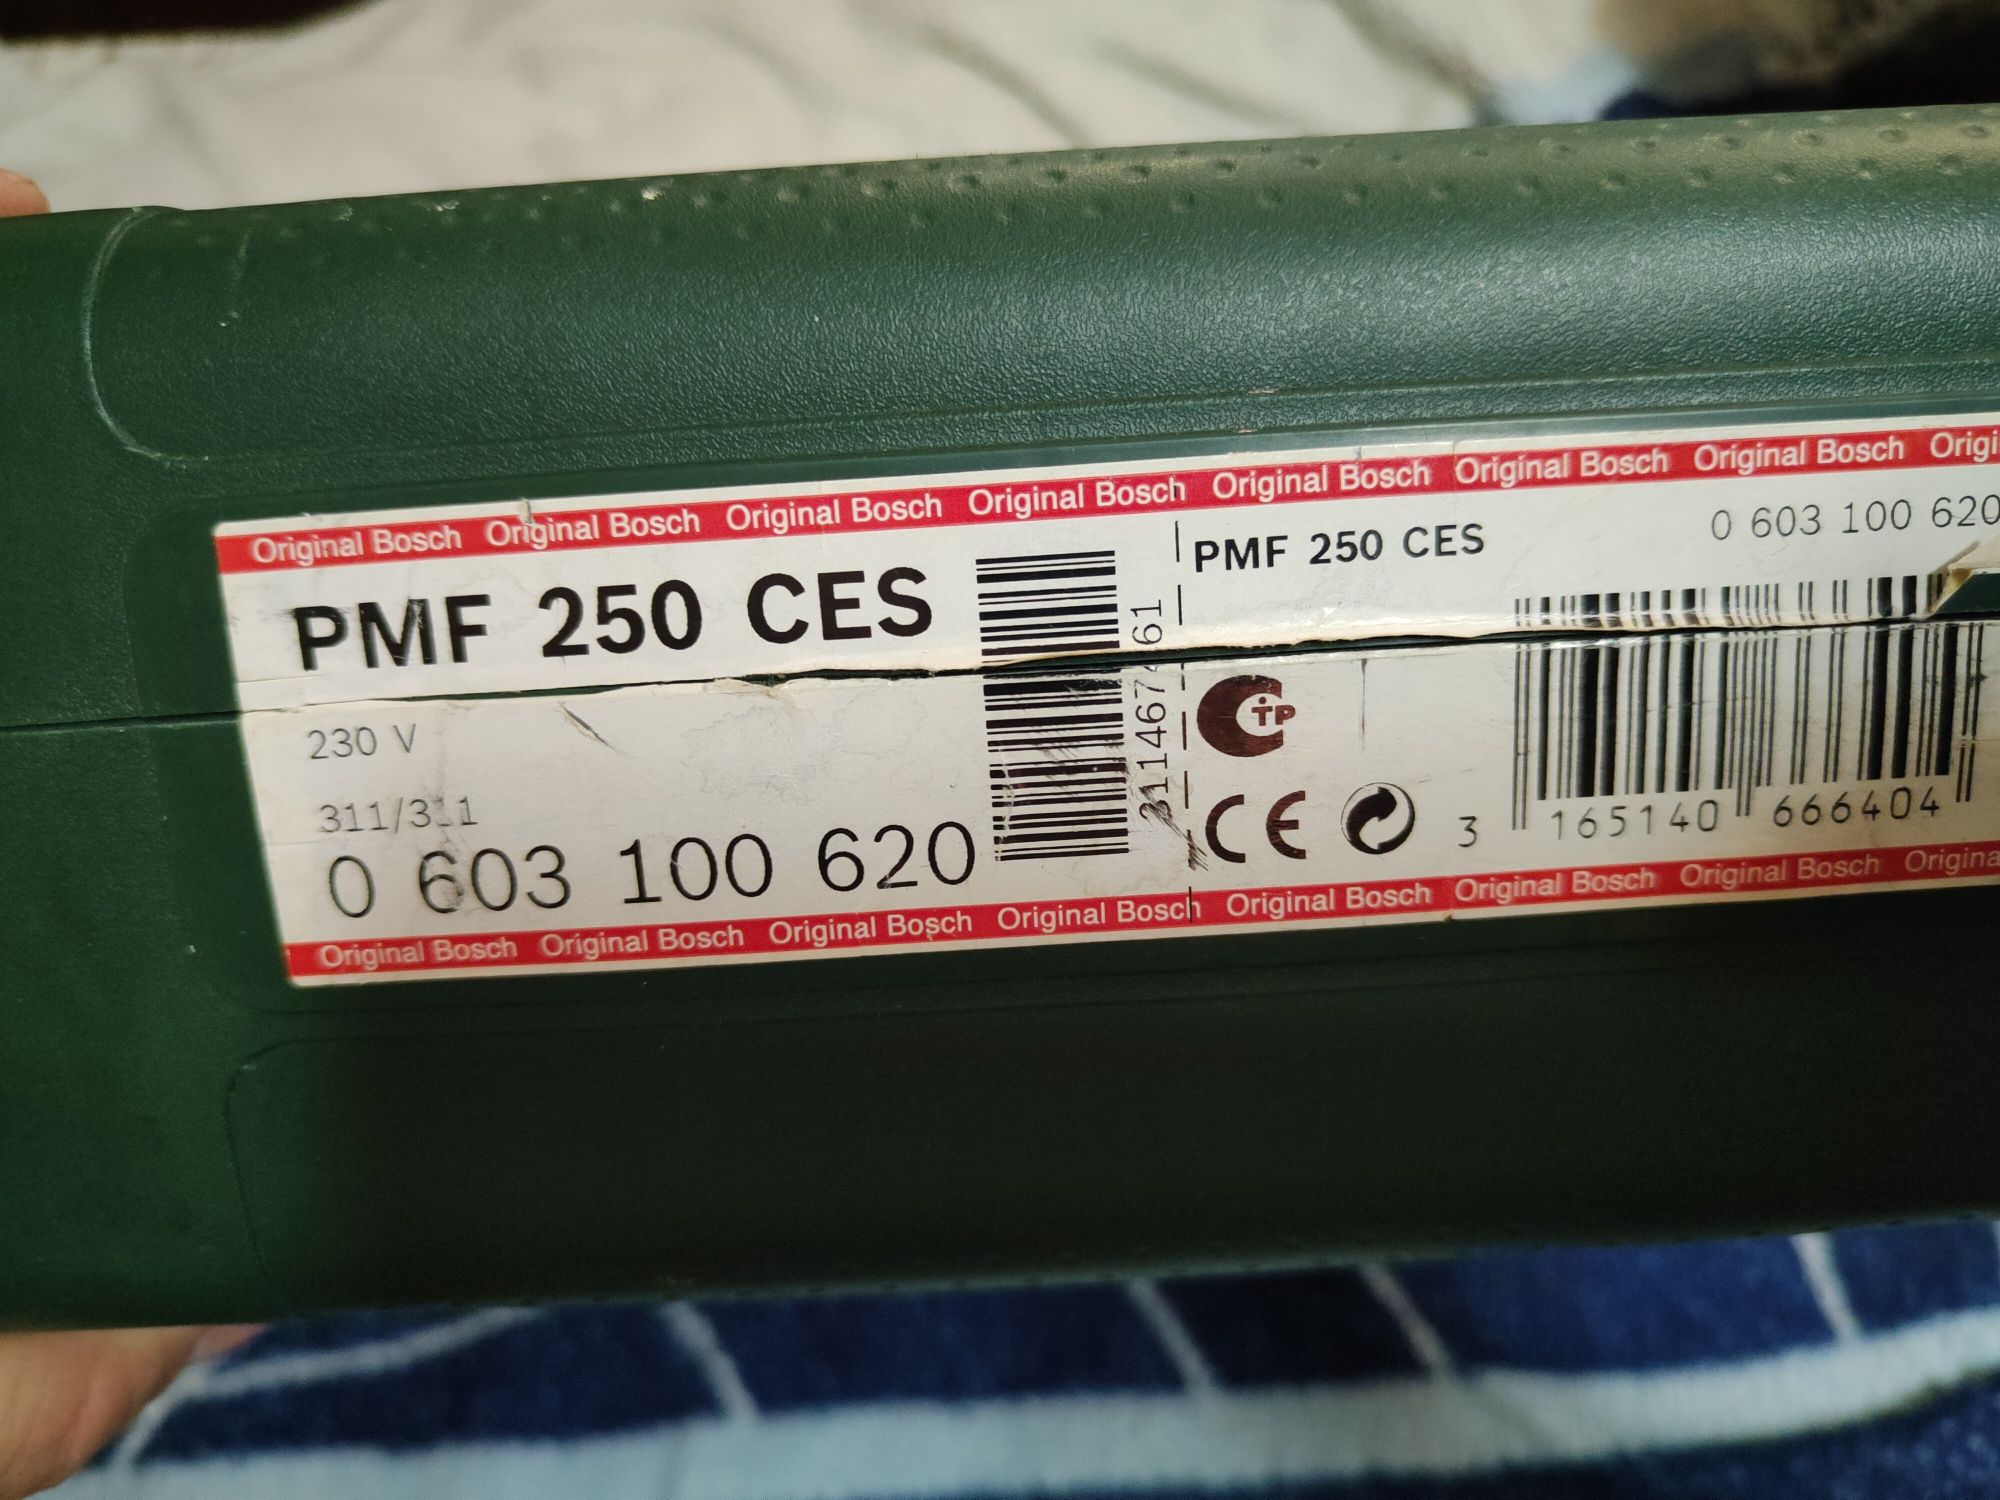 Original Bosch Original Bosch Original Bosch Original Bosch Original Bosch Original Bosch Original Bosch Origi
PMF 250 CES
230 V
311/311
0 603 100 620
PMF 250 CES
0 603 100 620
TP
CE
3 165140 666404
Original Bosch Original Bosch Original Bosch Original Bosch Original Bosch Original Bosch Original Bosch Origina